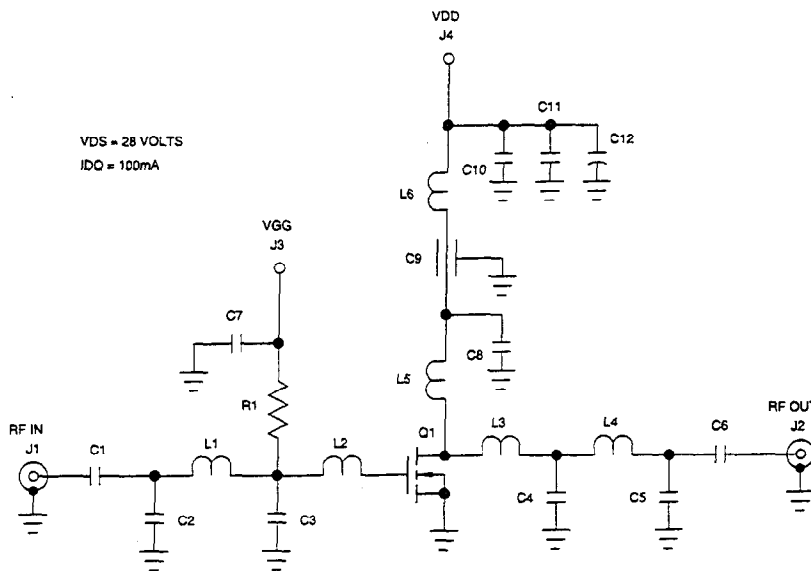 VDD
J4
C11
VDS = 28 VOLTS
C12
IDQ = 100mA
C10
L6
VGG
J3
C9
C7
C8
L5
R1
RF IN
J1
C1
L1
L2
Q1
L3
L4
C6
RF OUT
J2
C2
C3
C4
C5